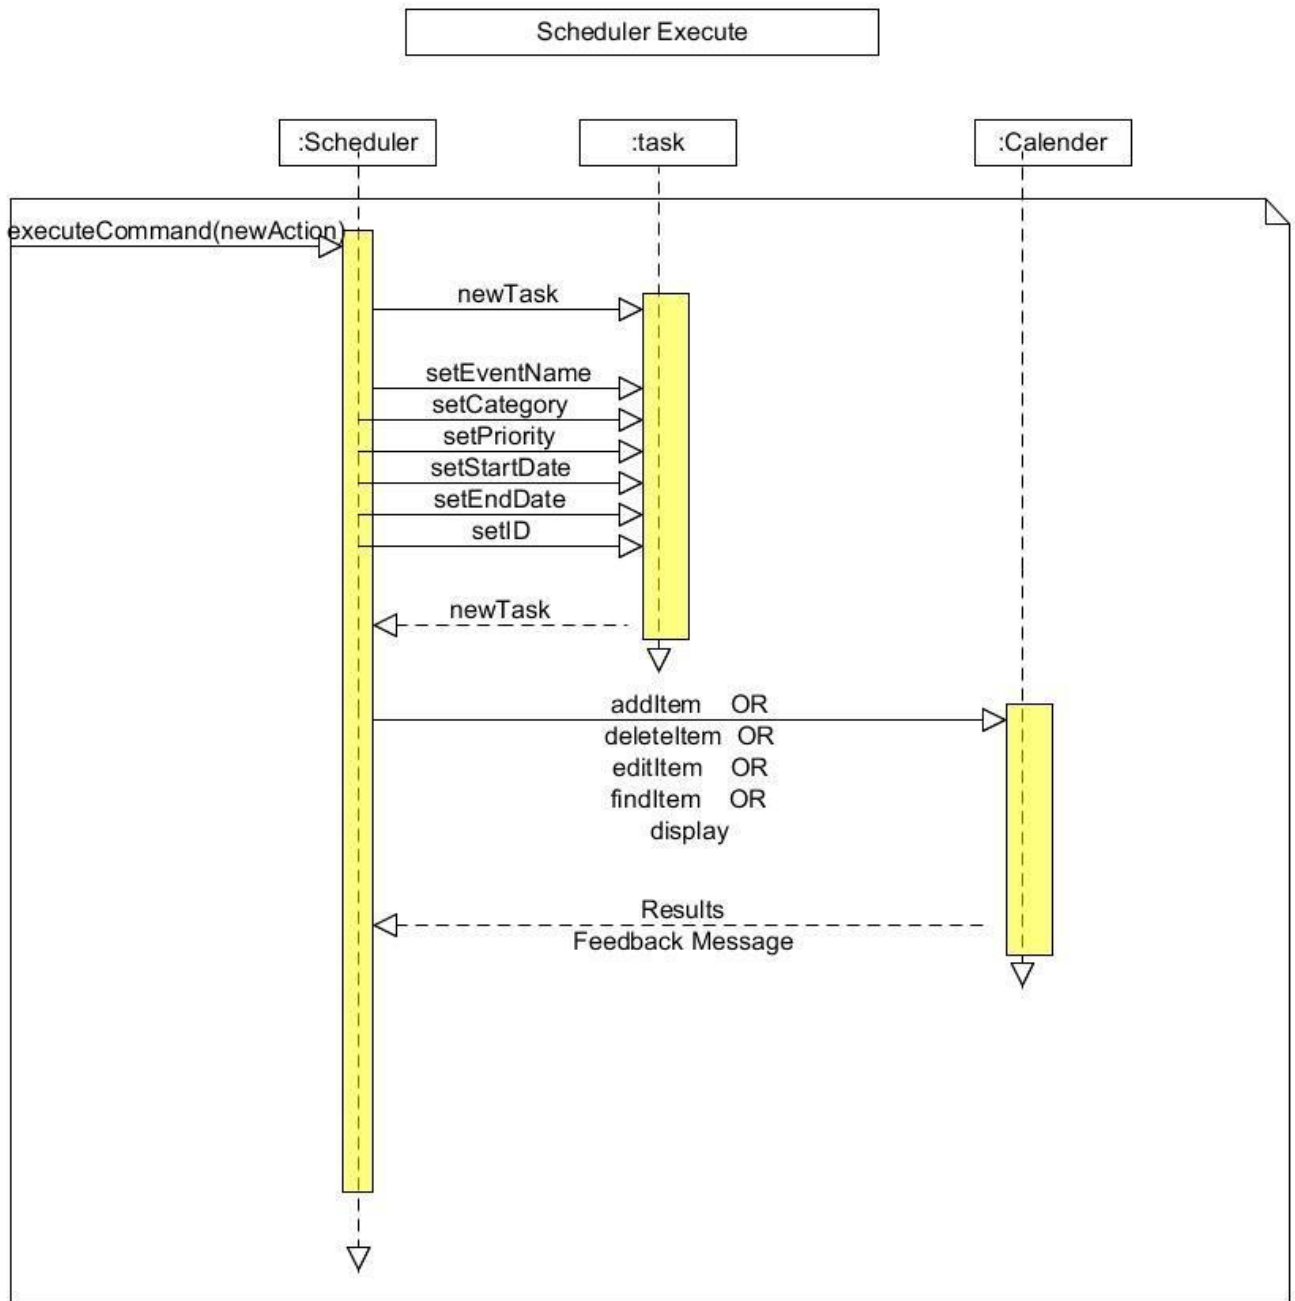 Scheduler Execute
:Scheduler
:task
:Calender
executeCommand(newAction)
newTask
setEventName
setCategory
setPriority
setStartDate
setEndDate
setID
newTask
addItem OR
deleteItem OR
editItem OR
findItem OR
display
Results
Feedback Message